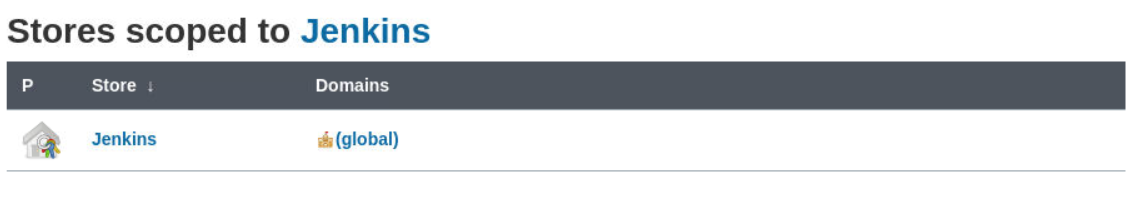 Stores scoped to Jenkins
P Store ↓ Domains
Jenkins (global)